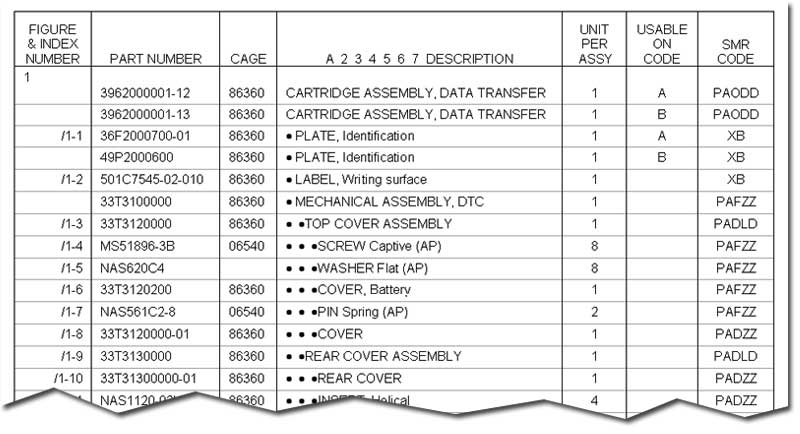 FIGURE & INDEX NUMBER PART NUMBER CAGE A 2 3 4 5 6 7 DESCRIPTION UNIT PER ASSY USABLE ON CODE SMR CODE
1
3962000001-12 86360 CARTRIDGE ASSEMBLY, DATA TRANSFER 1 A PAODD
3962000001-13 86360 CARTRIDGE ASSEMBLY, DATA TRANSFER 1 B PAODD
/1-1 36F2000700-01 86360 • PLATE, Identification 1 A XB
49P2000600 86360 • PLATE, Identification 1 B XB
/1-2 501C7545-02-010 86360 • LABEL, Writing surface 1 XB
33T3100000 86360 • MECHANICAL ASSEMBLY, DTC 1 PAFZZ
/1-3 33T3120000 86360 • •TOP COVER ASSEMBLY 1 PADLD
/1-4 MS51896-3B 06540 • • •SCREW Captive (AP) 8 PAFZZ
/1-5 NAS620C4 • • •WASHER Flat (AP) 8 PAFZZ
/1-6 33T3120200 86360 • • •COVER, Battery 1 PAFZZ
/1-7 NAS561C2-8 06540 • • •PIN Spring (AP) 2 PAFZZ
/1-8 33T3120000-01 86360 • • •COVER 1 PADZZ
/1-9 33T3130000 86360 • •REAR COVER ASSEMBLY 1 PADLD
/1-10 33T31300000-01 86360 • • •REAR COVER 1 PADZZ
86360 • • • Helical 4 PADZZ